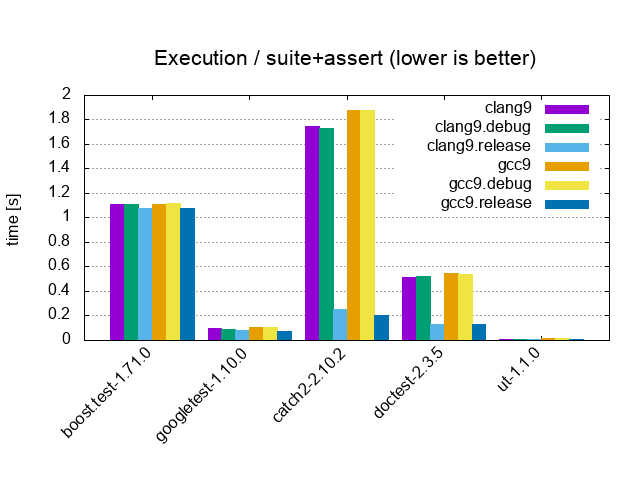 Execution / suite+assert (lower is better)
time [s]
2
1.8
1.6
1.4
1.2
1
0.8
0.6
0.4
0.2
0
clang9
clang9.debug
clang9.release
gcc9
gcc9.debug
gcc9.release
boost.test-1.71.0
googletest-1.10.0
catch2-2.10.2
doctest-2.3.5
ut-1.1.0